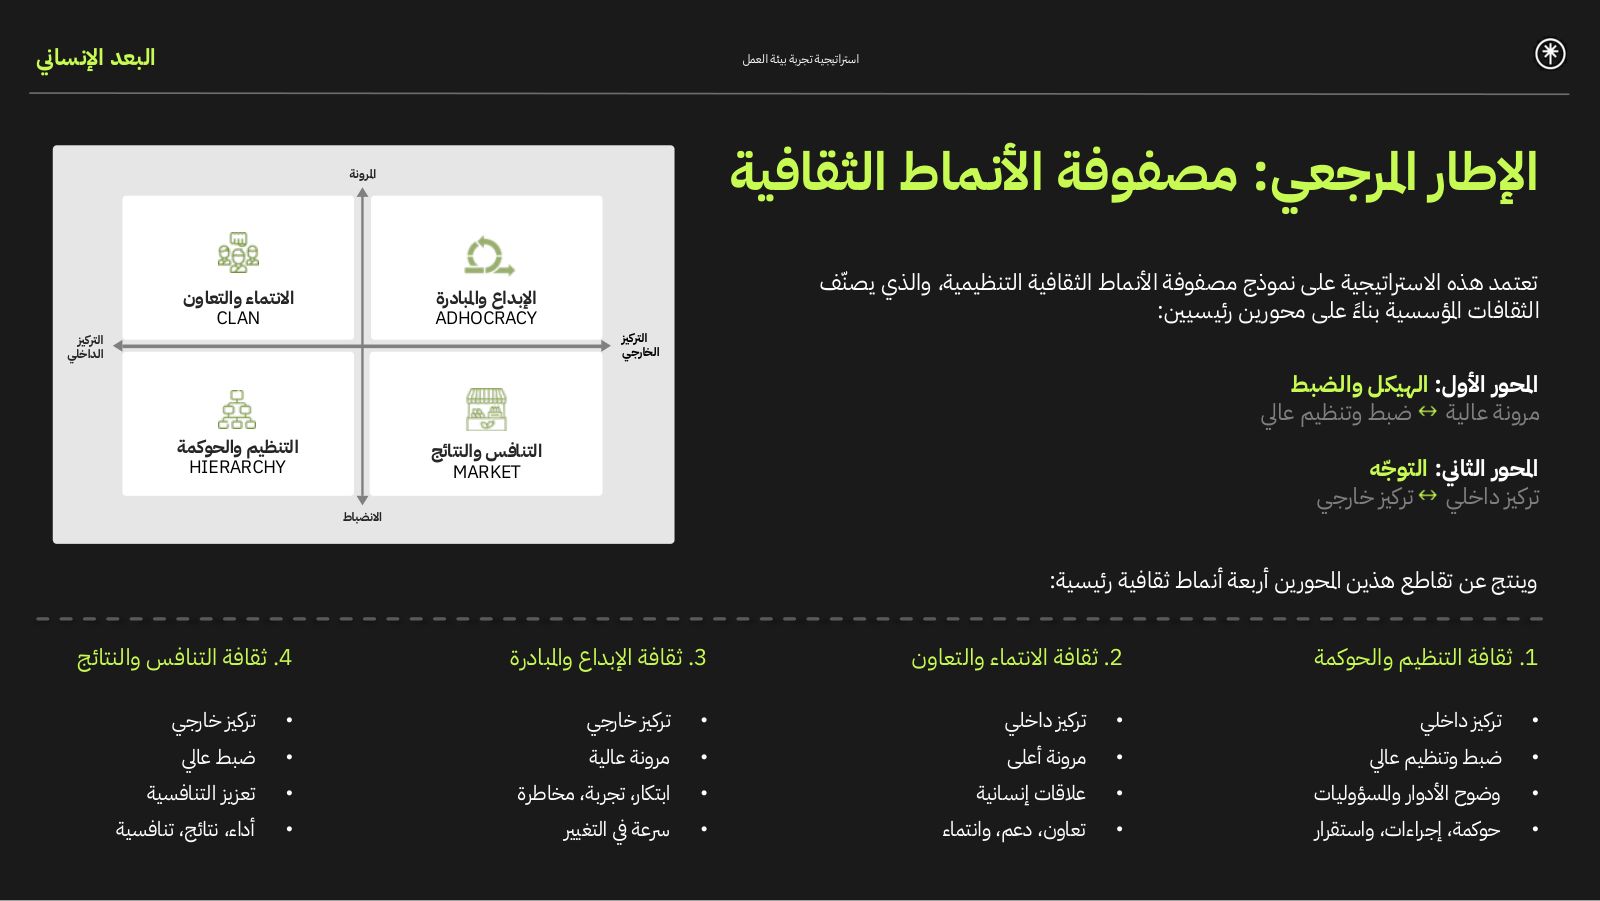 استراتيجية تجربة بيئة العمل
البعد الإنساني
الإطار المرجعي: مصفوفة الأنماط الثقافية
تعتمد هذه الاستراتيجية على نموذج مصفوفة الأنماط الثقافية التنظيمية، والذي يصنّف
الثقافات المؤسسية بناءً على محورين رئيسيين:
المحور الأول: الهيكل والضبط
مرونة عالية ↔ ضبط وتنظيم عالي
المحور الثاني: التوجّه
تركيز داخلي ↔ تركيز خارجي
وينتج عن تقاطع هذين المحورين أربعة أنماط ثقافية رئيسية:
المرونة
الإبداع والمبادرة
ADHOCRACY
الانتماء والتعاون
CLAN
التركيز
الخارجي
التركيز
الداخلي
التنافس والنتائج
MARKET
التنظيم والحوكمة
HIERARCHY
الانضباط
1. ثقافة التنظيم والحوكمة
• تركيز داخلي
• ضبط وتنظيم عالي
• وضوح الأدوار والمسؤوليات
• حوكمة، إجراءات، واستقرار
2. ثقافة الانتماء والتعاون
• تركيز داخلي
• مرونة أعلى
• علاقات إنسانية
• تعاون، دعم، وانتماء
3. ثقافة الإبداع والمبادرة
• تركيز خارجي
• مرونة عالية
• ابتكار، تجربة، مخاطرة
• سرعة في التغيير
4. ثقافة التنافس والنتائج
• تركيز خارجي
• ضبط عالي
• تعزيز التنافسية
• أداء، نتائج، تنافسية